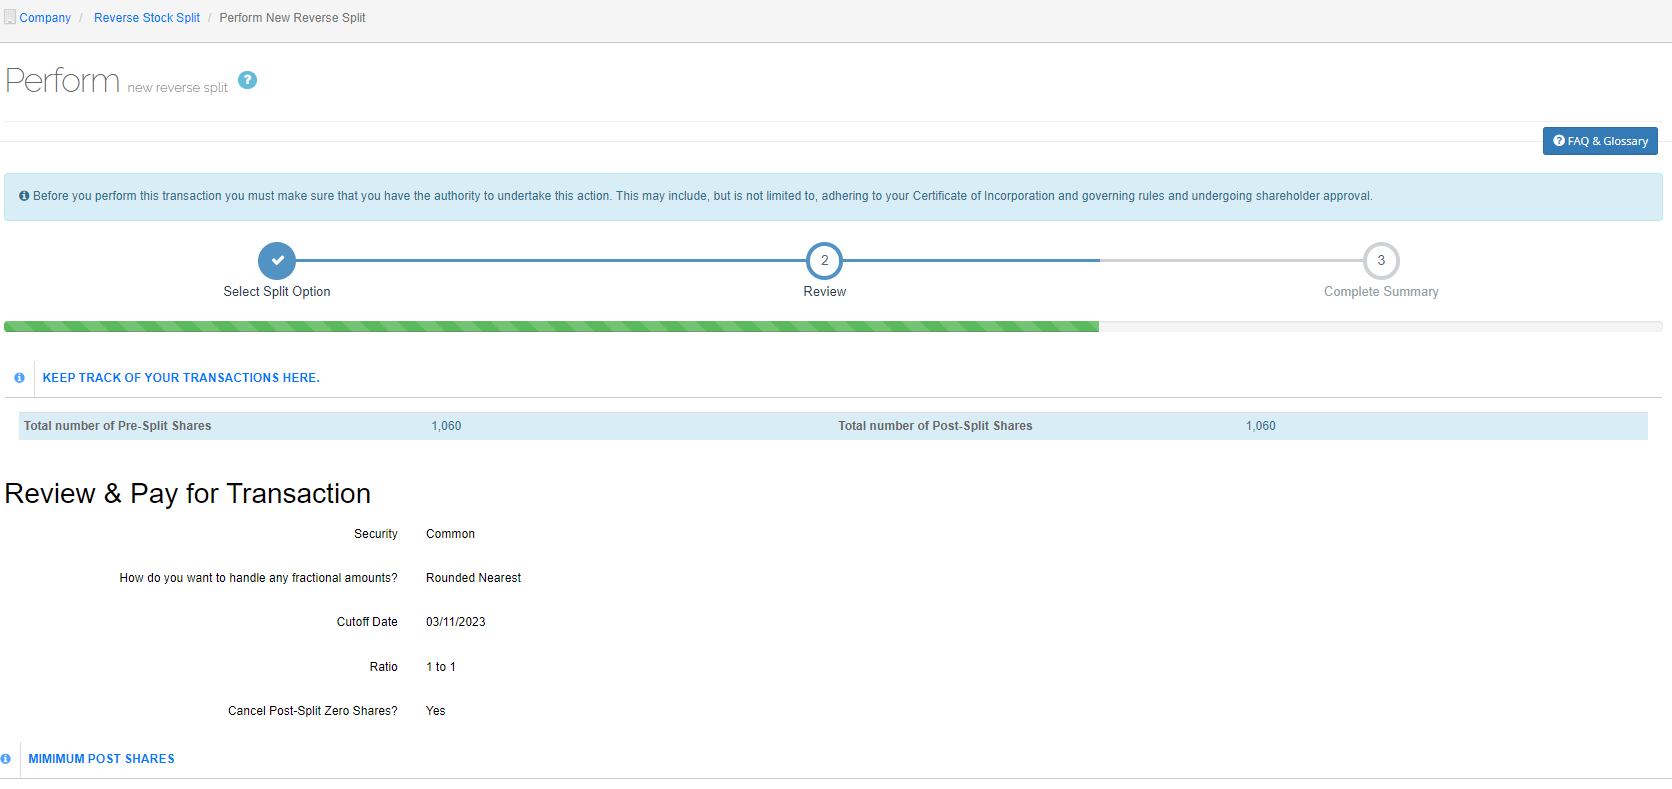 Company / Reverse Stock Split / Perform New Reverse Split
Perform new reverse split ?
? FAQ & Glossary
Before you perform this transaction you must make sure that you have the authority to undertake this action. This may include, but is not limited to, adhering to your Certificate of Incorporation and governing rules and undergoing shareholder approval.
2 3
Select Split Option Review Complete Summary
KEEP TRACK OF YOUR TRANSACTIONS HERE.
Total number of Pre-Split Shares 1,060 Total number of Post-Split Shares 1,060
Review & Pay for Transaction
Security Common
How do you want to handle any fractional amounts? Rounded Nearest
Cutoff Date 03/11/2023
Ratio 1 to 1
Cancel Post-Split Zero Shares? Yes
MIMIMUM POST SHARES